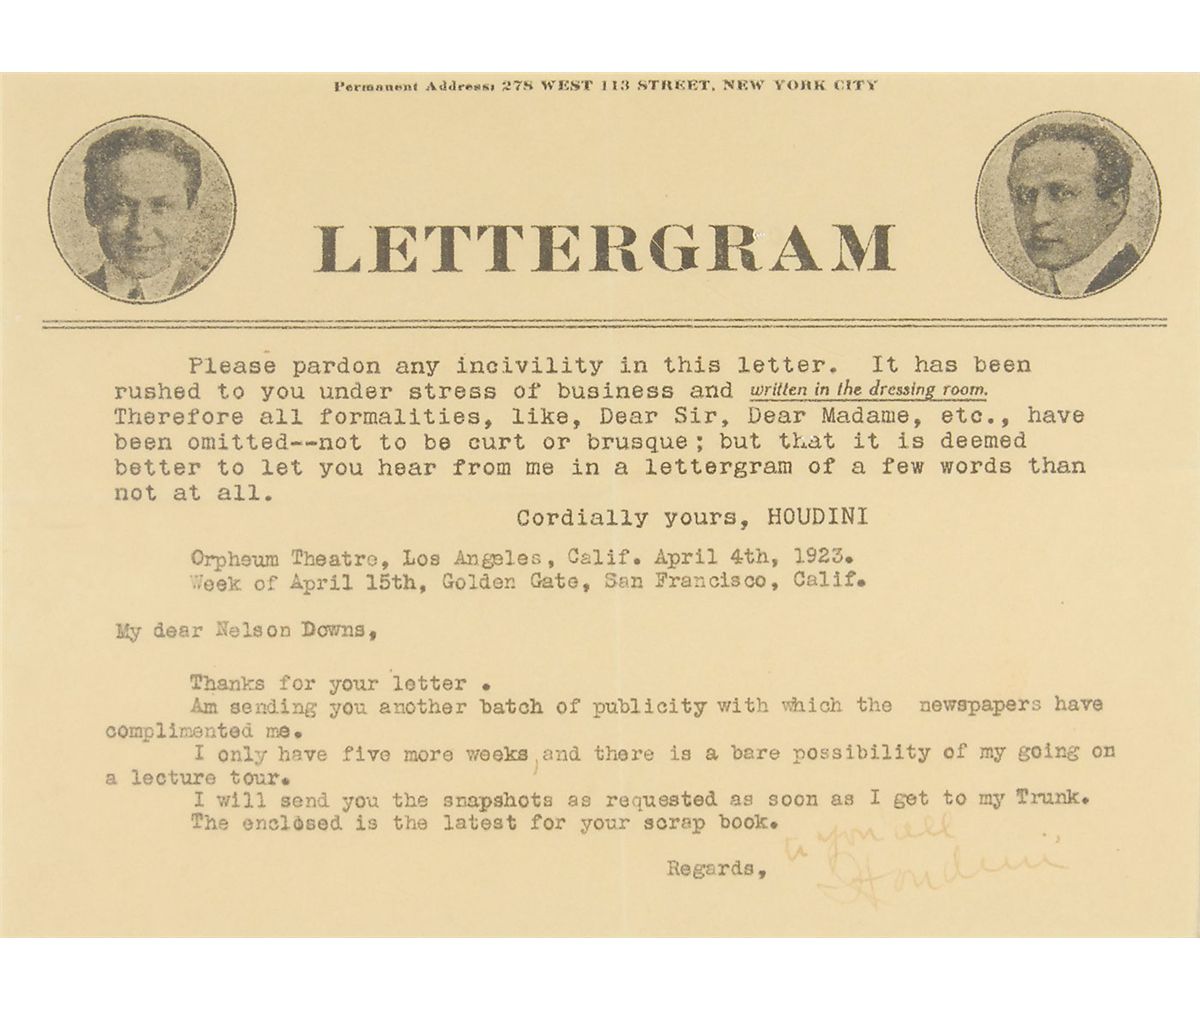 Permanent Address: 278 WEST 113 STREET, NEW YORK CITY
LETTERGRAM
Please pardon any incivility in this letter. It has been
rushed to you under stress of business and written in the dressing room.
Therefore all formalities, like, Dear Sir, Dear Madame, etc., have
been omitted--not to be curt or brusque; but that it is deemed
better to let you hear from me in a lettergram of a few words than
not at all.
Cordially yours, HOUDINI
Orpheum Theatre, Los Angeles, Calif. April 4th, 1923.
Week of April 15th, Golden Gate, San Francisco, Calif.
My dear Nelson Downs,
Thanks for your letter .
Am sending you another batch of publicity with which the newspapers have
complimented me.
I only have five more weeks, and there is a bare possibility of my going on
a lecture tour.
I will send you the snapshots as requested as soon as I get to my Trunk.
The enclosed is the latest for your scrap book.
to you all
Regards, Houdini